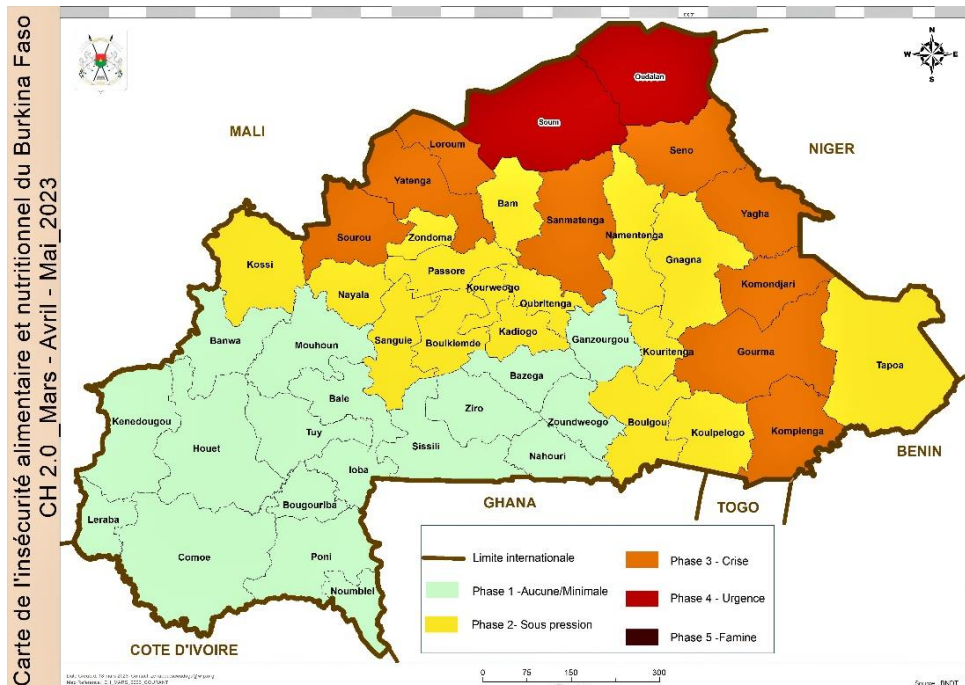 Carte de l'insécurité alimentaire et nutritionnel du Burkina Faso
CH 2.0 _Mars - Avril - Mai_2023
N
W
E
S
MALI
NIGER
Oudalan
Soum
Loroum
Seno
Yatenga
Bam
Sanmatenga
Yagha
Sourou
Zondoma
Namentenga
Kossi
Gnagna
Passore
Komondjari
Kourweogo
Nayala
Oubritenga
Banwa
Mouhoun
Sanguie
Boulkiemde
Kadiogo
Ganzourgou
Kouritenga
Gourma
Tapoa
Bazega
Kenedougou
Bale
Ziro
Zoundweogo
Boulgou
Koulpelogo
Kompienga
Houet
Tuy
Sissili
Nahouri
BENIN
Ioba
GHANA
TOGO
Bougouriba
Leraba
Comoe
Poni
Noumbiel
COTE D'IVOIRE
Limite internationale
Phase 1 -Aucune/Minimale
Phase 2- Sous pression
Phase 3 - Crise
Phase 4 - Urgence
Phase 5 -Famine
0 75 150 300
Source: BNDT